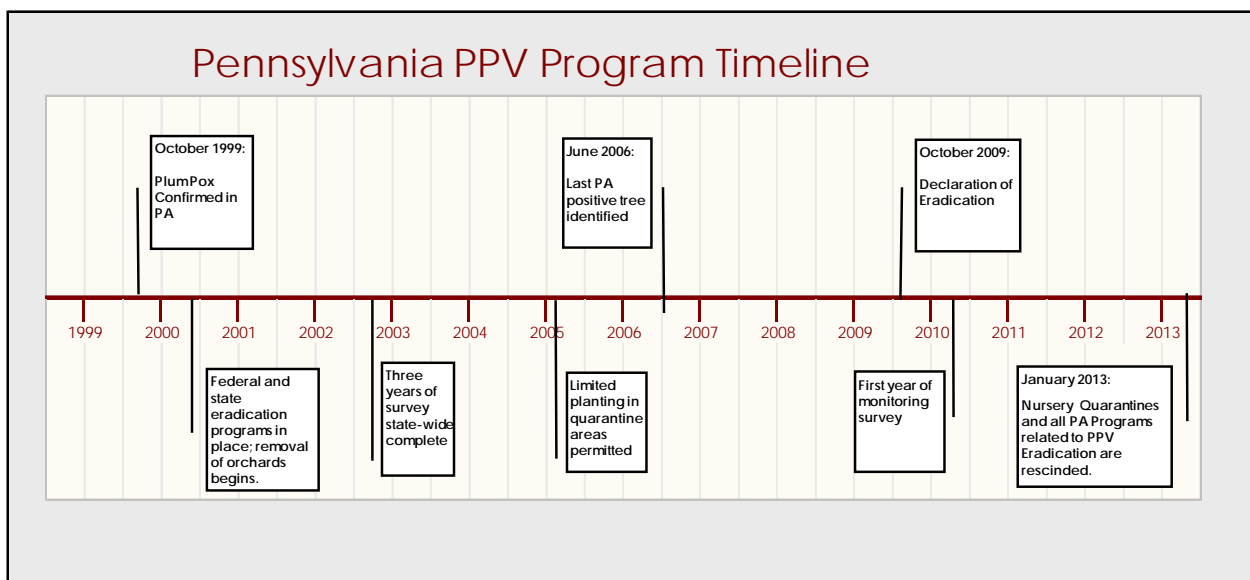 Pennsylvania PPV Program Timeline
October 1999:
Plum Pox
Confirmed in
PA
June 2006:
Last PA
positive tree
identified
October 2009:
Declaration of
Eradication
1999 2000 2001 2002 2003 2004 2005 2006 2007 2008 2009 2010 2011 2012 2013
Federal and
state
eradication
programs in
place; removal
of orchards
begins.
Three
years of
survey
state-wide
complete
Limited
planting in
quarantine
areas
permitted
First year of
monitoring
survey
January 2013:
Nursery Quarantines
and all PA Programs
related to PPV
Eradication are
rescinded.